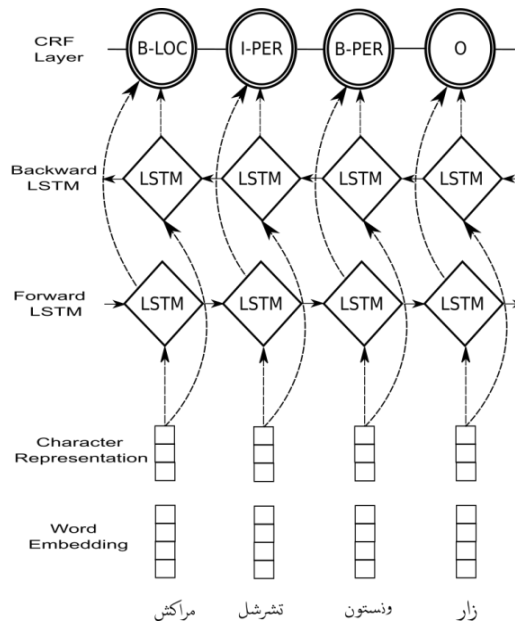 CRF Layer
B-LOC I-PER B-PER O
Backward LSTM
LSTM LSTM LSTM LSTM
Forward LSTM
LSTM LSTM LSTM LSTM
Character Representation
Word Embedding
زار ونستون تشرشل مراكش